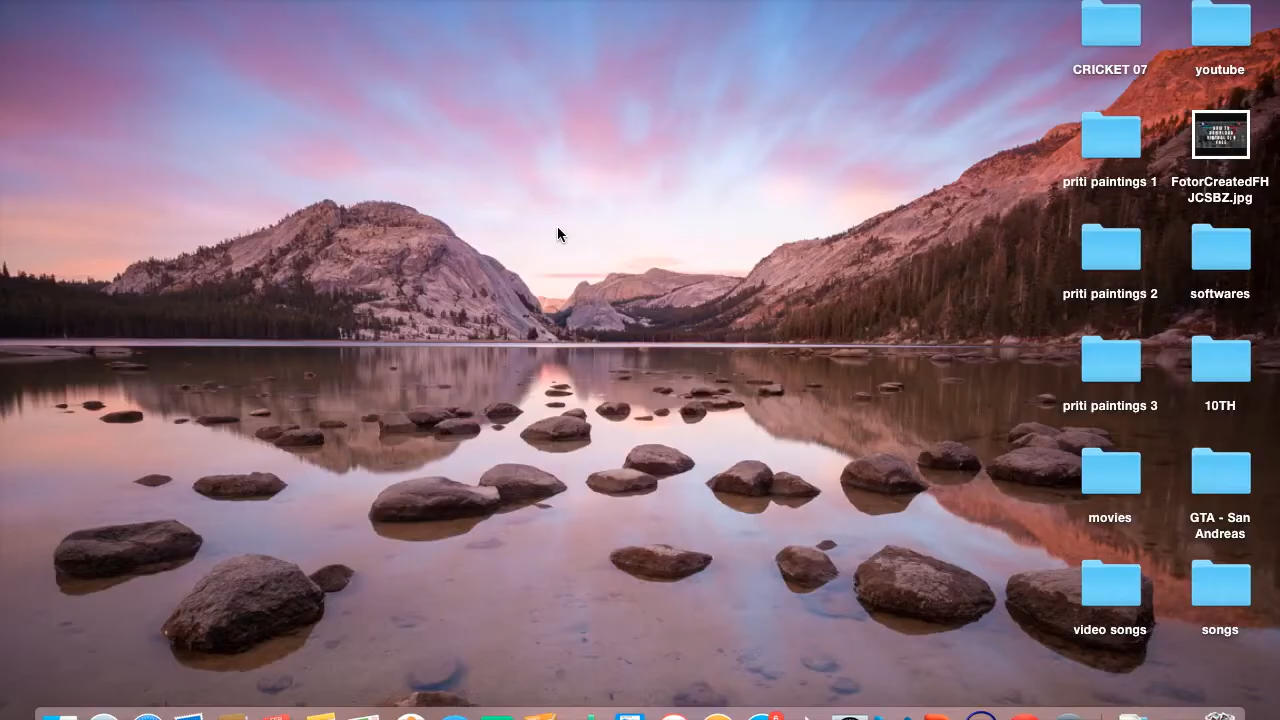 CRICKET 07
youtube
priti paintings 1
FotorCreatedFH
JCSBZ.jpg
priti paintings 2
softwares
priti paintings 3
10TH
movies
GTA - San
Andreas
video songs
songs